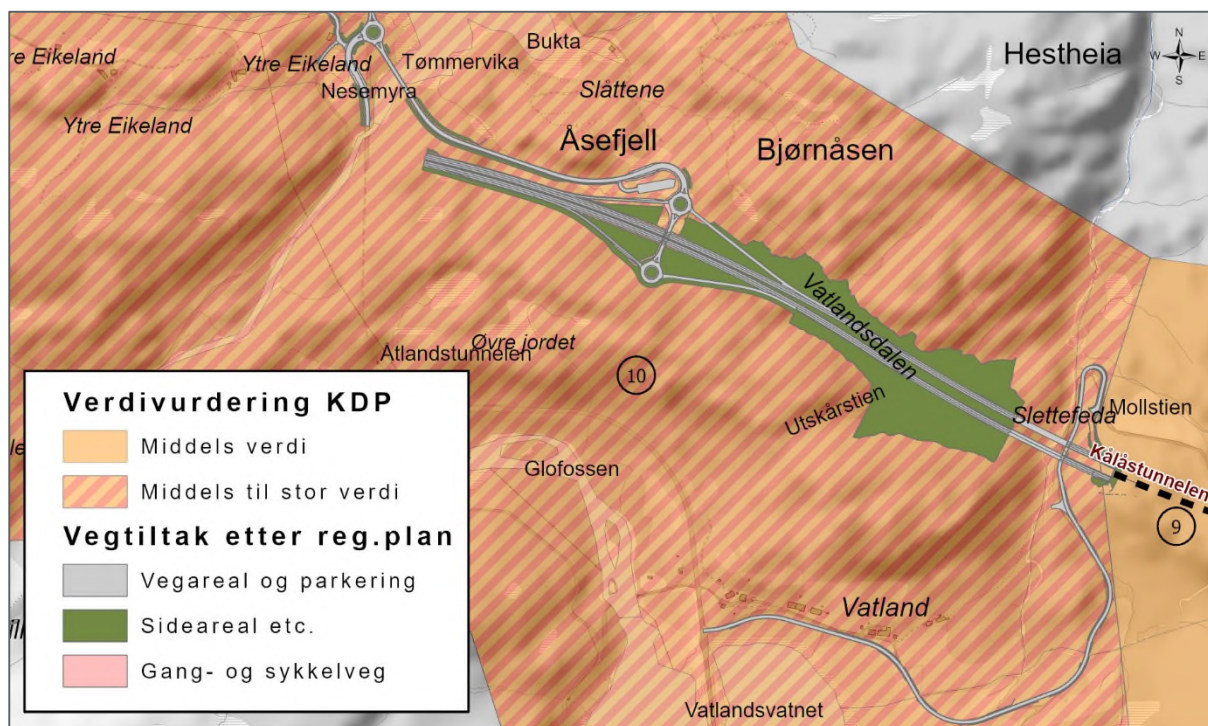 Bukta
Hestheia
N
W E
S
re Eikeland
Ytre Eikeland
Tømmervika
Nesemyra
Slåttene
Ytre Eikeland
Åsefjell
Bjørnåsen
Vatlandsdalen
Øvre jordet
Åtlandstunnelen
10
Utskårstien
Slettefeda
Mollstien
Kålåstunnelen
9
Glofossen
Vatland
Vatlandsvatnet
Verdivurdering KDP
Middels verdi
Middels til stor verdi
Vegtiltak etter reg.plan
Vegareal og parkering
Sideareal etc.
Gang- og sykkelveg